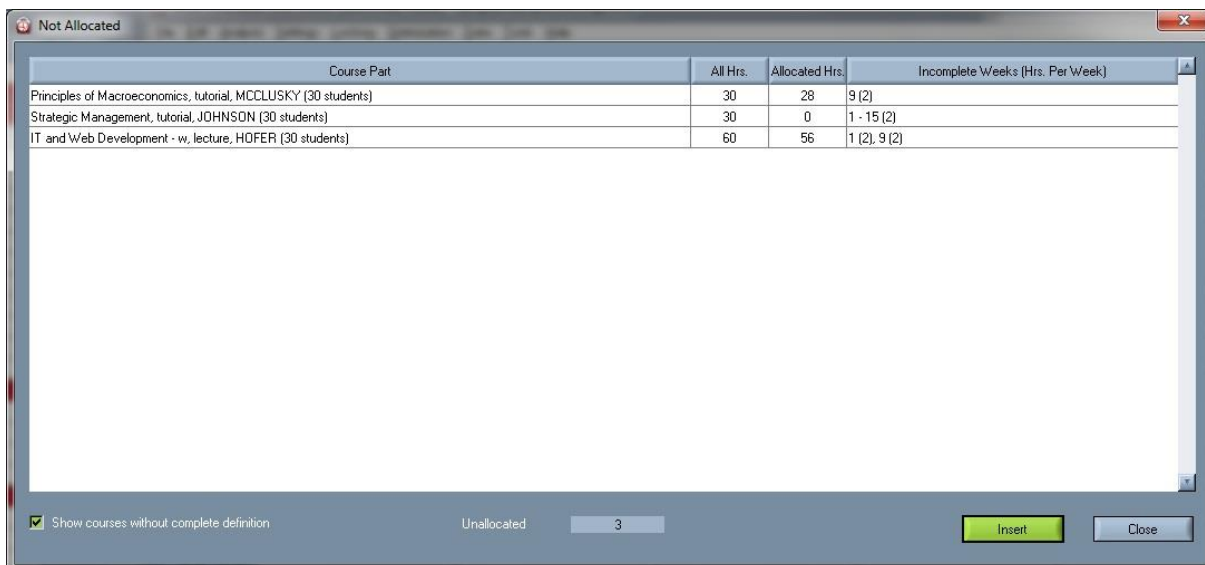 Not Allocated
Course Part All Hrs. Allocated Hrs. Incomplete Weeks (Hrs. Per Week)
Principles of Macroeconomics, tutorial, MCCLUSKY (30 students) 30 28 9 (2)
Strategic Management, tutorial, JOHNSON (30 students) 30 0 1 - 15 (2)
IT and Web Development - w, lecture, HOFER (30 students) 60 56 1 (2), 9 (2)
Show courses without complete definition Unallocated 3 Insert Close